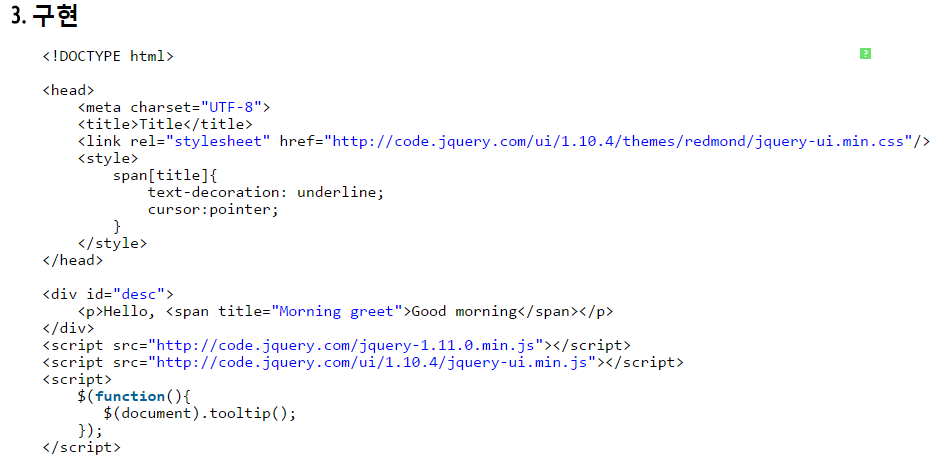 3. 구현
<!DOCTYPE html>
?
<head>
    <meta charset="UTF-8">
    <title>Title</title>
    <link rel="stylesheet" href="http://code.jquery.com/ui/1.10.4/themes/redmond/jquery-ui.min.css"/>
    <style>
        span[title]{
            text-decoration: underline;
            cursor:pointer;
        }
    </style>
</head>
<div id="desc">
    <p>Hello, <span title="Morning greet">Good morning</span></p>
</div>
<script src="http://code.jquery.com/jquery-1.11.0.min.js"></script>
<script src="http://code.jquery.com/ui/1.10.4/jquery-ui.min.js"></script>
<script>
    $(function(){
       $(document).tooltip();
    });
</script>